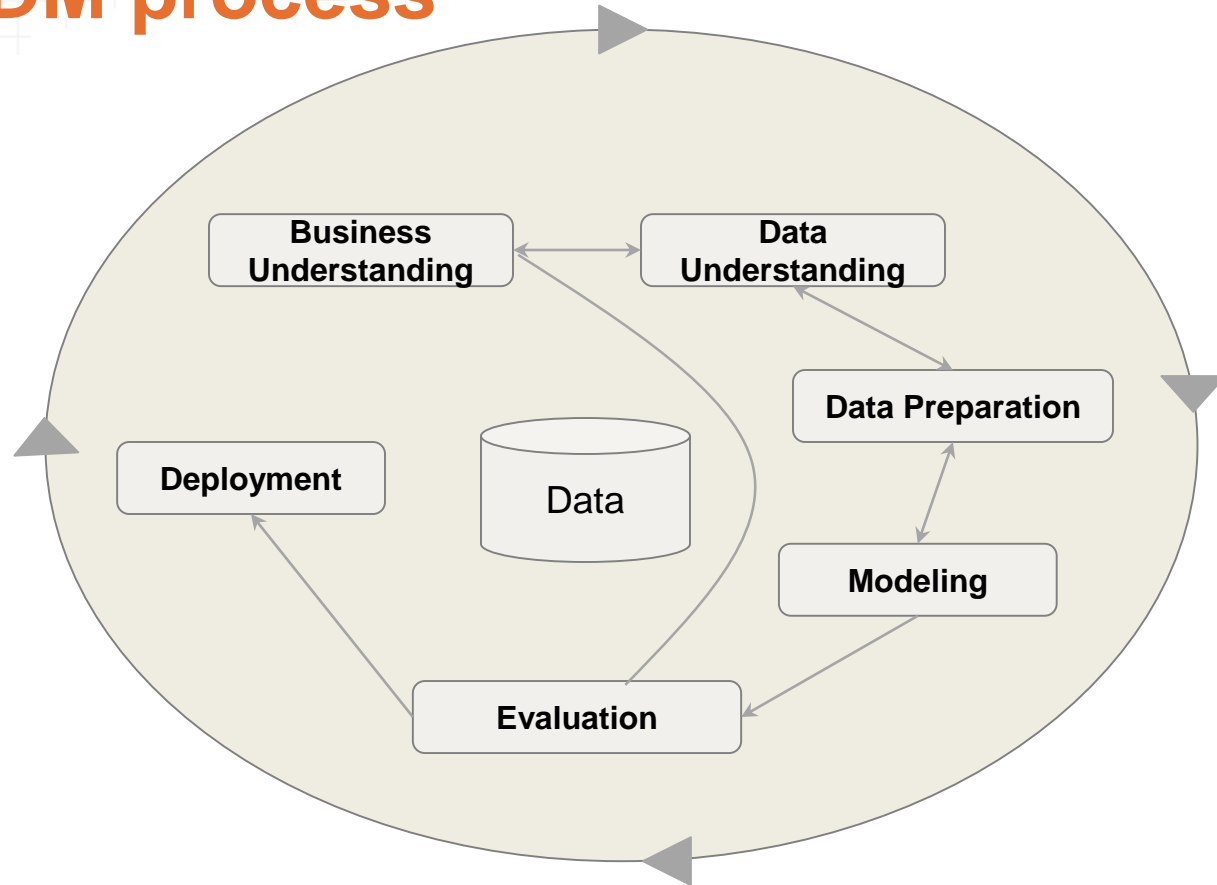 DM process
Business
Understanding
Data
Understanding
Data Preparation
Deployment
Data
Modeling
Evaluation